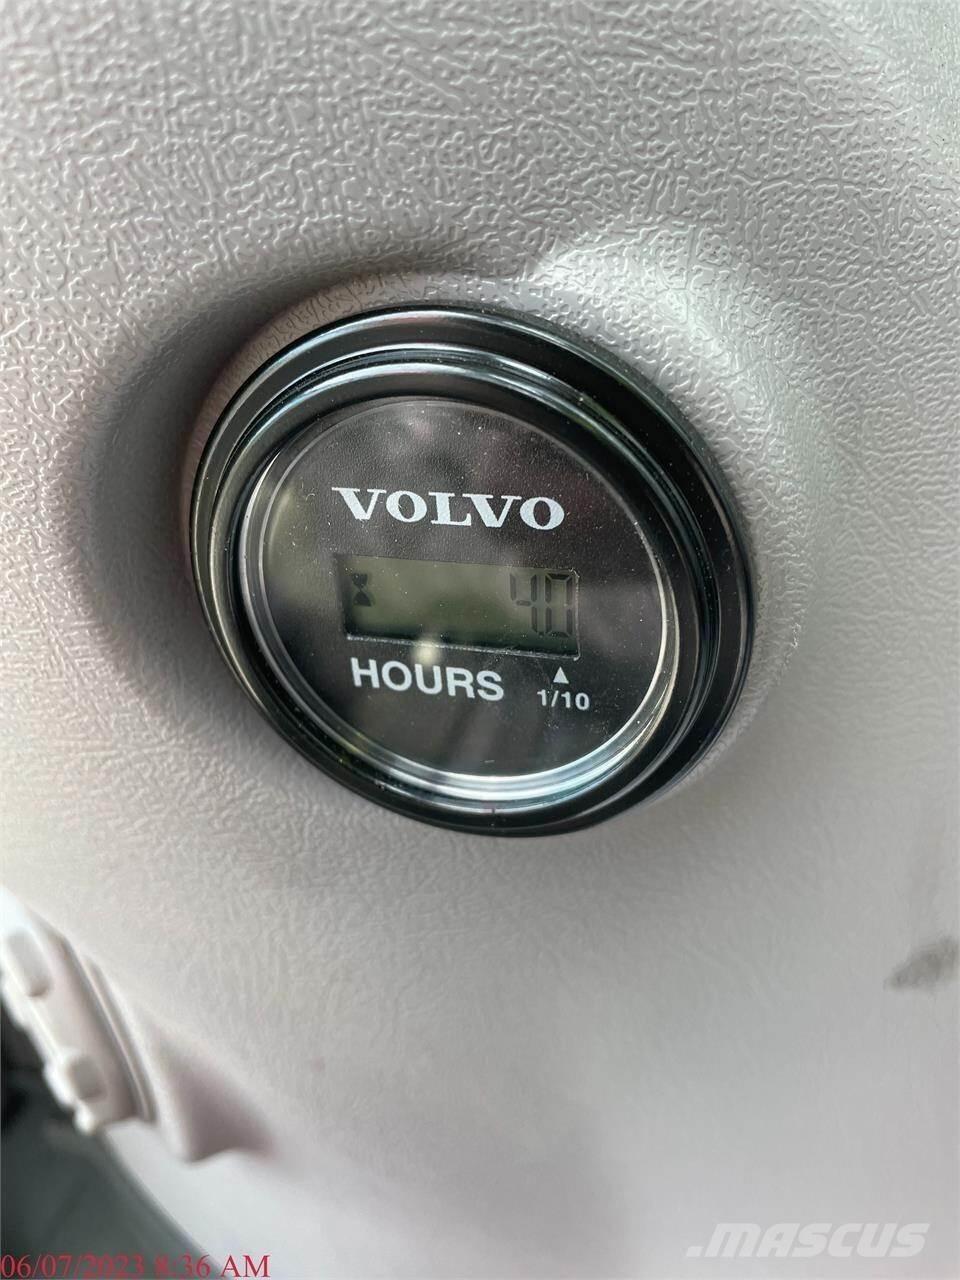 VOLVO
40
HOURS ▲
1/10
06/07/2023 8:36 AM
MASCUS